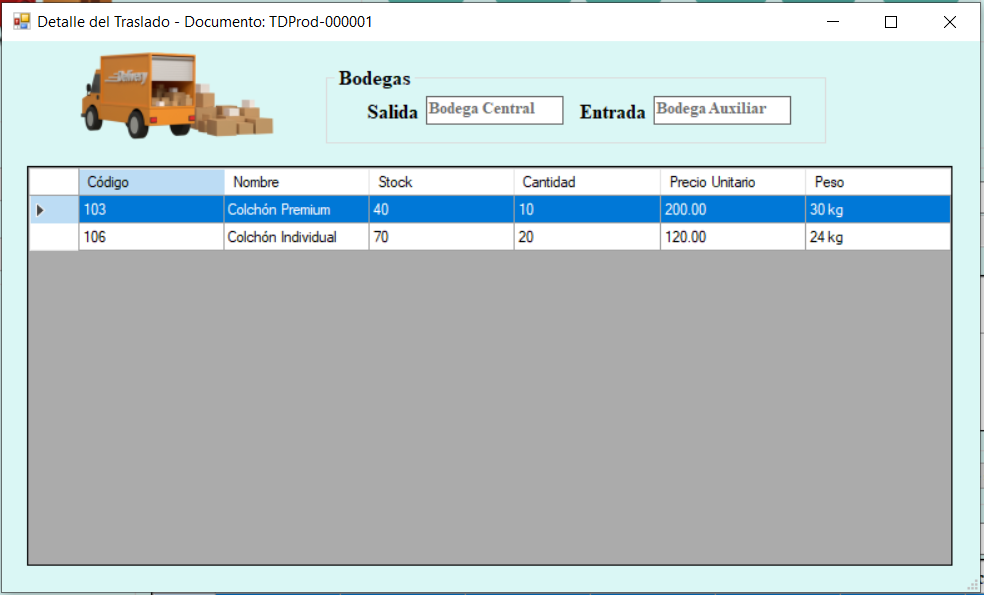 Detalle del Traslado - Documento: TDProd-000001
Delivery
Bodegas
Salida Bodega Central Entrada Bodega Auxiliar
Código Nombre Stock Cantidad Precio Unitario Peso
103 Colchón Premium 40 10 200.00 30 kg
106 Colchón Individual 70 20 120.00 24 kg